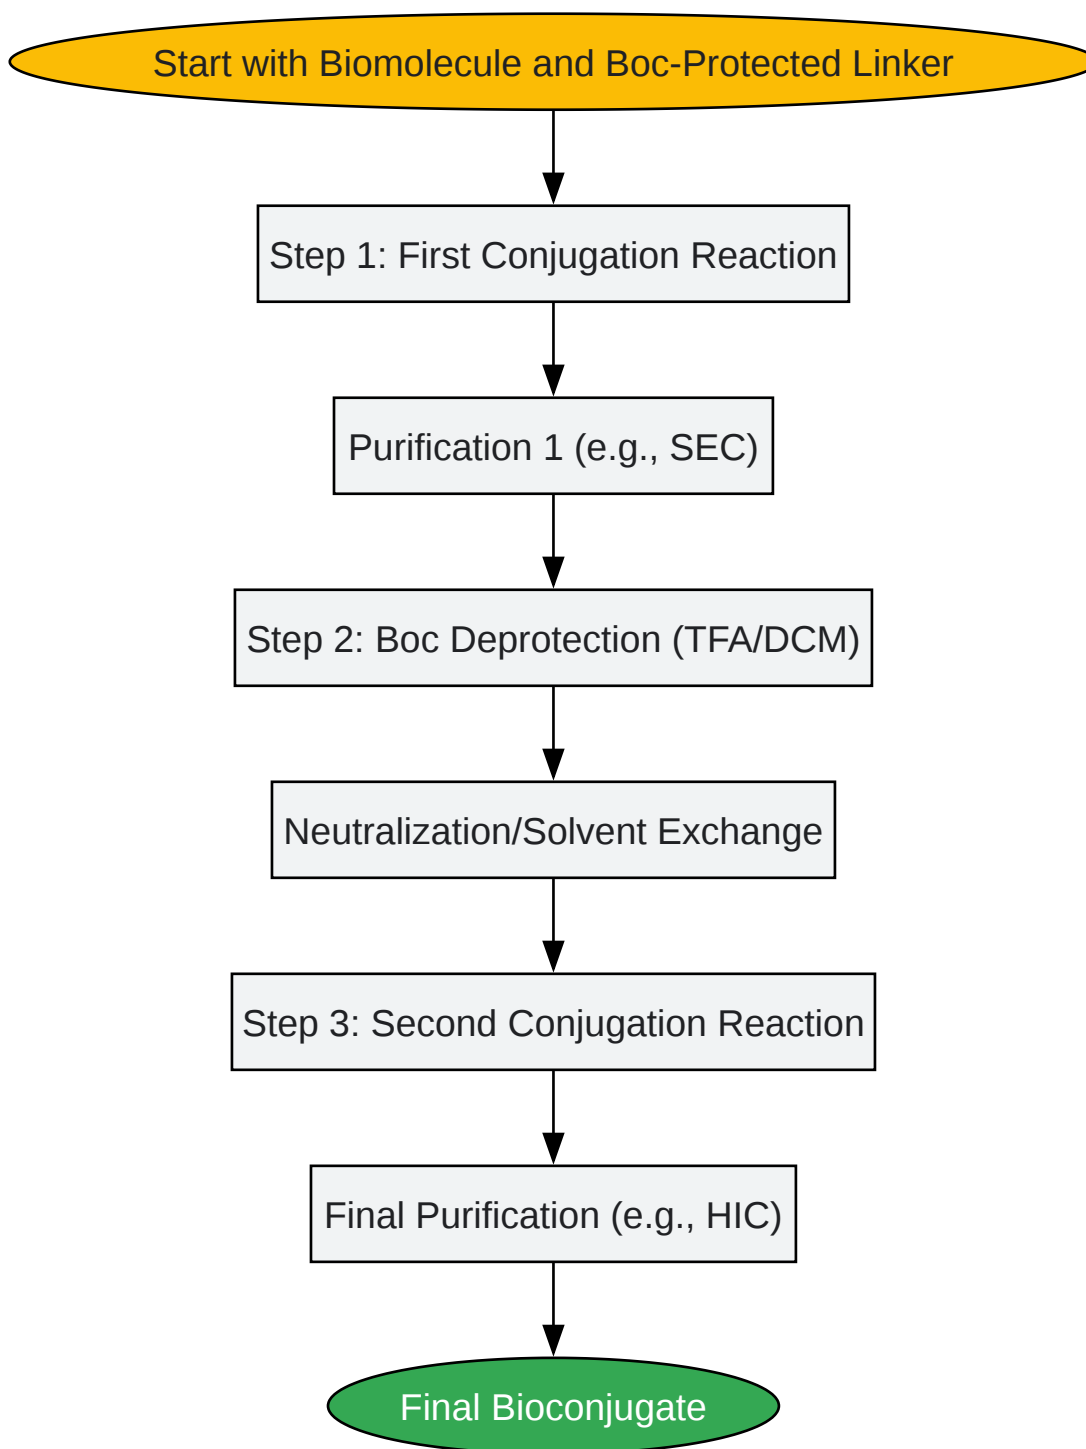 Start with Biomolecule and Boc-Protected Linker
Step 1: First Conjugation Reaction
Purification 1 (e.g., SEC)
Step 2: Boc Deprotection (TFA/DCM)
Neutralization/Solvent Exchange
Step 3: Second Conjugation Reaction
Final Purification (e.g., HIC)
Final Bioconjugate